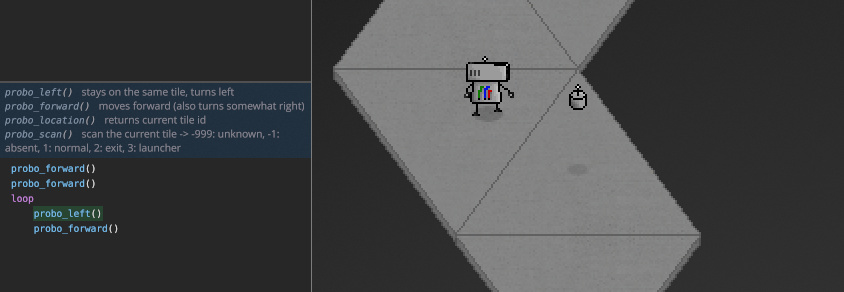 probo_left() stays on the same tile, turns left
probo_forward() moves forward (also turns somewhat right)
probo_location() returns current tile id
probo_scan() scan the current tile -> -999: unknown, -1:
absent, 1: normal, 2: exit, 3: launcher
probo_forward()
probo_forward()
loop
probo_left()
probo_forward()